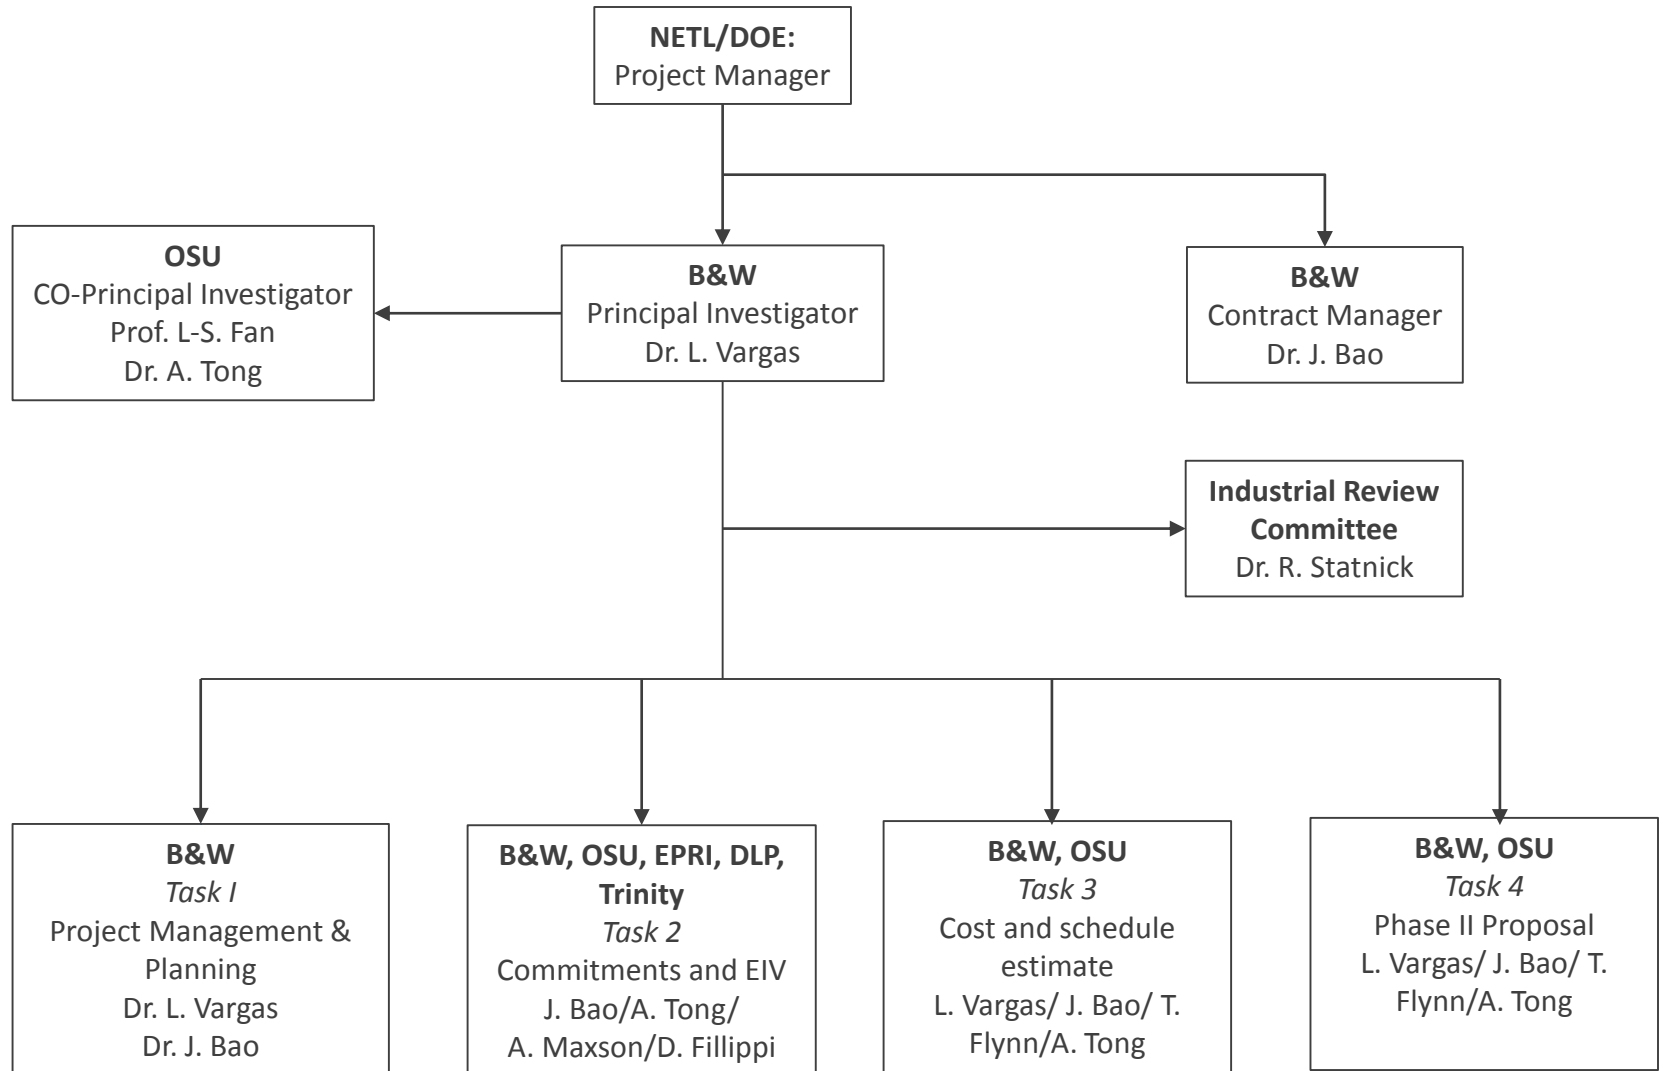 NETL/DOE:
Project Manager
OSU
CO-Principal Investigator
Prof. L-S. Fan
Dr. A. Tong
B&W
Principal Investigator
Dr. L. Vargas
B&W
Contract Manager
Dr. J. Bao
Industrial Review
Committee
Dr. R. Statnick
B&W
Task I
Project Management &
Planning
Dr. L. Vargas
Dr. J. Bao
B&W, OSU, EPRI, DLP,
Trinity
Task 2
Commitments and EIV
J. Bao/A. Tong/
A. Maxson/D. Fillippi
B&W, OSU
Task 3
Cost and schedule
estimate
L. Vargas/ J. Bao/ T.
Flynn/A. Tong
B&W, OSU
Task 4
Phase II Proposal
L. Vargas/ J. Bao/ T.
Flynn/A. Tong